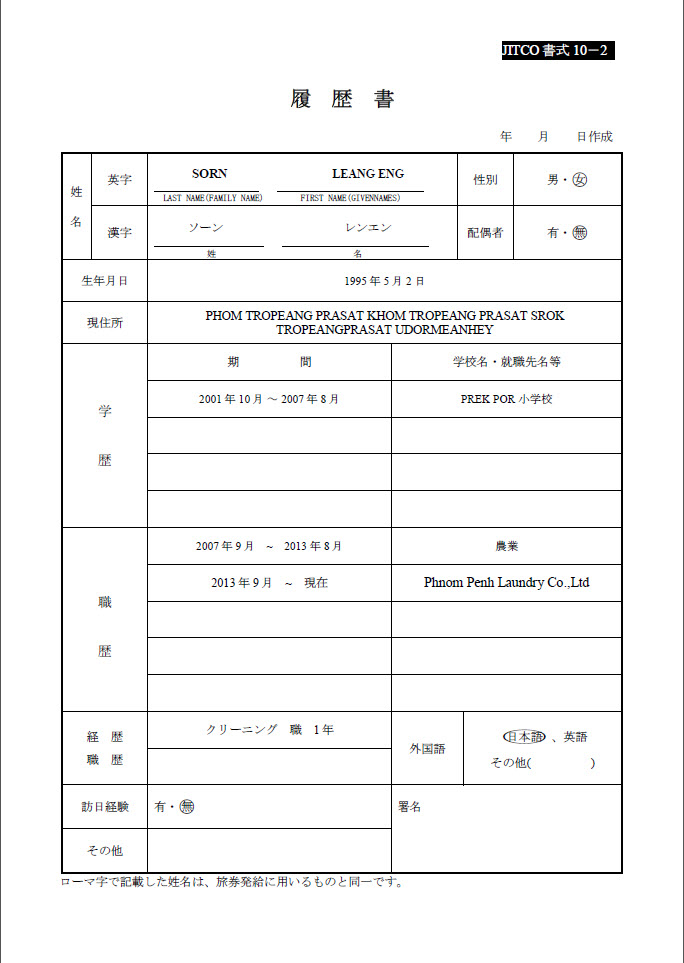 JITCO 書式 10－2
履 歴 書
年 月 日作成
姓名
英字
SORN LEANG ENG
LAST NAME(FAMILY NAME) FIRST NAME(GIVENNAMES)
性別
男・女
漢字
ソーン レンエン
姓 名
配偶者
有・無
生年月日
1995 年 5 月 2 日
現住所
PHOM TROPEANG PRASAT KHOM TROPEANG PRASAT SROK
TROPEANGPRASAT UDORMEANHEY
学歴
期 間 学校名・就職先名等
2001 年 10 月 ～ 2007 年 8 月 PREK POR 小学校
職歴
2007 年 9 月 ~ 2013 年 8 月 農業
2013 年 9 月 ~ 現在 Phnom Penh Laundry Co.,Ltd
経 歴
職 歴
クリーニング 職 1 年
外国語
日本語 、英語
その他( )
訪日経験
有・無
署名
その他
ローマ字で記載した姓名は、旅券発給に用いるものと同一です。